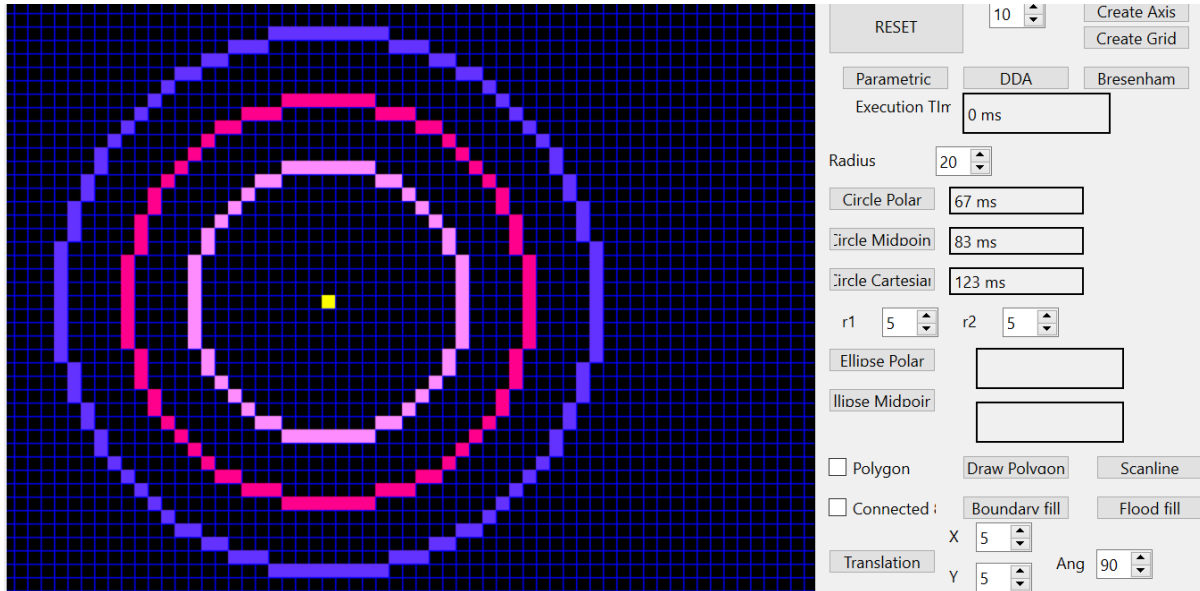 RESET
10
Create Axis
Create Grid
Parametric
DDA
Bresenham
Execution TIm
0 ms
Radius
20
Circle Polar
67 ms
Circle Midpoin
83 ms
Circle Cartesian
123 ms
r1
5
r2
5
Ellipse Polar
llipse Midpoir
Polygon
Draw Polygon
Scanline
Connected
Boundary fill
Flood fill
X
5
Translation
Ang
90
Y
5